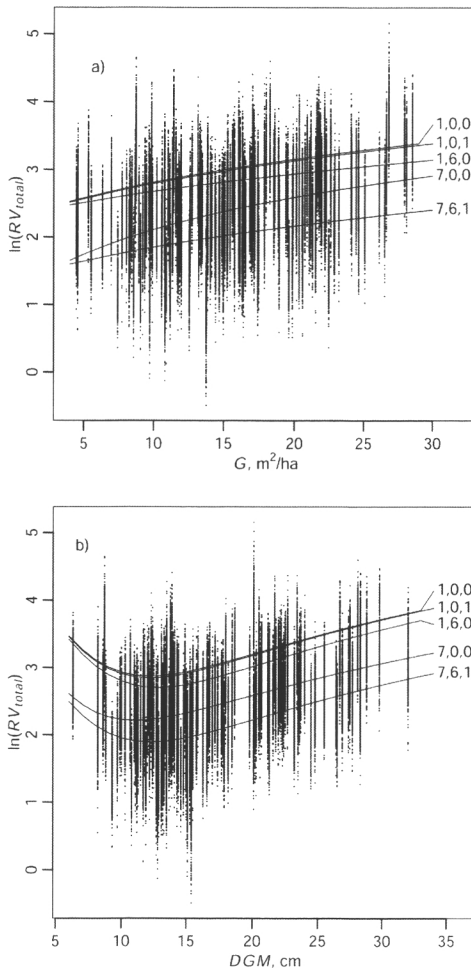 a)
5
4
3
2
1
0
ln(RV_total)
1,0,0
1,0,1
1,6,0
7,0,0
7,6,1
5 10 15 20 25 30
G, m²/ha
b)
5
4
3
2
1
0
ln(RV_total)
1,0,0
1,0,1
1,6,0
7,0,0
7,6,1
5 10 15 20 25 30 35
DGM, cm